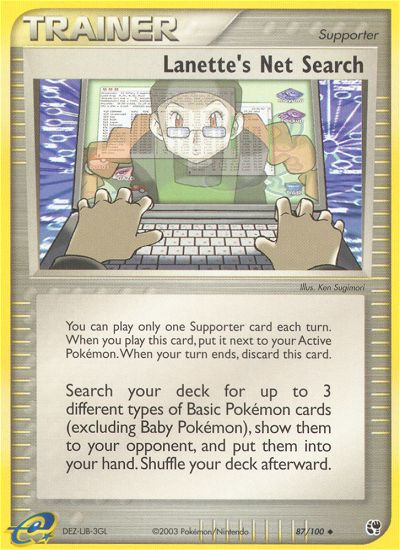 TRAINER
Supporter
Lanette's Net Search
Illus. Ken Sugimori
You can play only one Supporter card each turn.
When you play this card, put it next to your Active
Pokémon. When your turn ends, discard this card.
Search your deck for up to 3
different types of Basic Pokémon cards
(excluding Baby Pokémon), show them
to your opponent, and put them into
your hand. Shuffle your deck afterward.
DEZ-UB-3GL
©2003 Pokémon/Nintendo
87/100